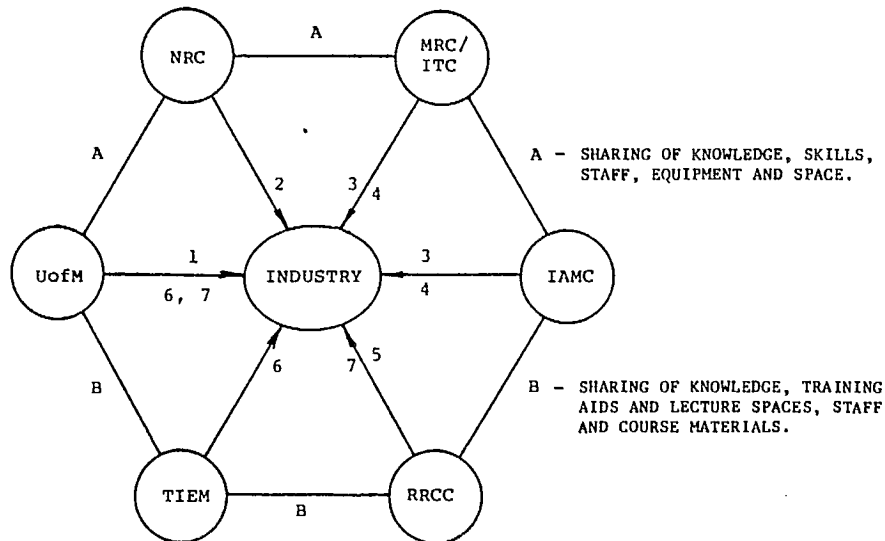 NRC
A
MRC/
ITC
A
2
3
4
A - SHARING OF KNOWLEDGE, SKILLS,
STAFF, EQUIPMENT AND SPACE.
UofM
1
6, 7
INDUSTRY
3
4
IAMC
B
6
5
7
B - SHARING OF KNOWLEDGE, TRAINING
AIDS AND LECTURE SPACES, STAFF
AND COURSE MATERIALS.
TIEM
B
RRCC